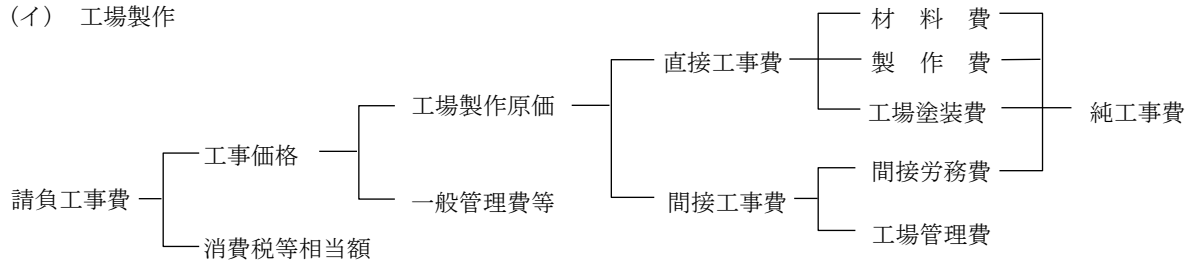 （イ） 工場製作
材 料 費
直接工事費
製 作 費
工場製作原価
工場塗装費
純工事費
工事価格
間接労務費
請負工事費
一般管理費等
間接工事費
工場管理費
消費税等相当額